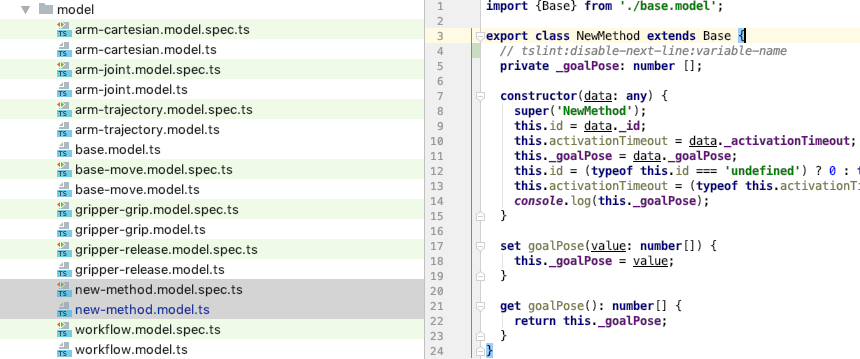 model
arm-cartesian.model.spec.ts
arm-cartesian.model.ts
arm-joint.model.spec.ts
arm-joint.model.ts
arm-trajectory.model.spec.ts
arm-trajectory.model.ts
base.model.ts
base-move.model.spec.ts
base-move.model.ts
gripper-grip.model.spec.ts
gripper-grip.model.ts
gripper-release.model.spec.ts
gripper-release.model.ts
new-method.model.spec.ts
new-method.model.ts
workflow.model.spec.ts
workflow.model.ts
1 import {Base} from './base.model';
2
3 export class NewMethod extends Base {
4 // tslint:disable-next-line:variable-name
5 private _goalPose: number [];
6
7 constructor(data: any) {
8 super('NewMethod');
9 this.id = data._id;
10 this.activationTimeout = data._activationTimeout;
11 this._goalPose = data._goalPose;
12 this.id = (typeof this.id === 'undefined') ? 0 : t
13 this.activationTimeout = (typeof this.activationTi
14 console.log(this._goalPose);
15 }
16
17 set goalPose(value: number[]) {
18 this._goalPose = value;
19 }
20
21 get goalPose(): number[] {
22 return this._goalPose;
23 }
24 }